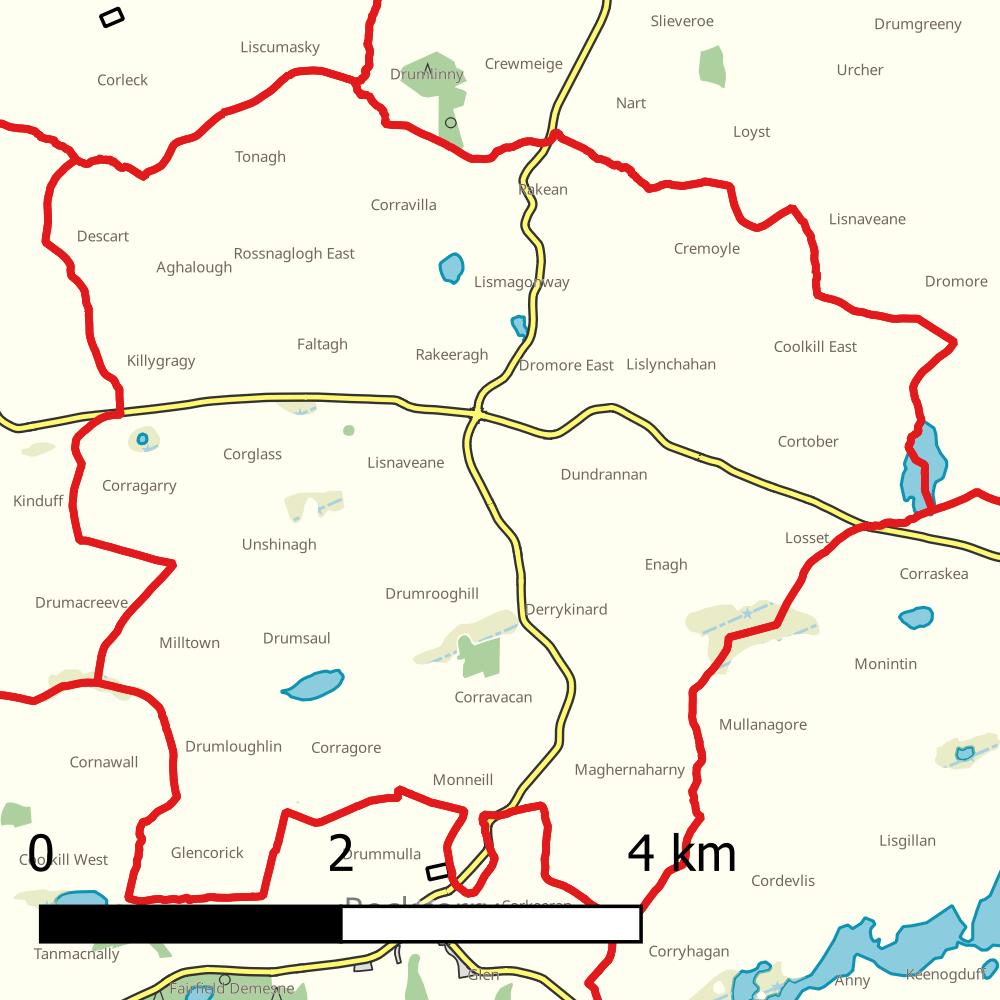 Slieveroe
Drumgreeny
Liscumasky
Crewmeige
Urcher
Corleck
Drumlinny
Nart
Loyst
Tonagh
Rakean
Corravilla
Lisnaveane
Descart
Cremoyle
Rossnaglogh East
Aghalough
Lismagonway
Dromore
Faltagh
Rakeeragh
Coolkill East
Killygragy
Dromore East
Lislynchahan
Cortober
Corglass
Lisnaveane
Dundrannan
Corragarry
Kinduff
Losset
Unshinagh
Enagh
Corraskea
Drumrooghill
Drumacreeve
Derrykinard
Milltown
Drumsaul
Monintin
Corravacan
Mullanagore
Drumloughlin
Corragore
Cornawall
Maghernaharny
Monneill
Lisgillan
0
2
4 km
Glencorick
Drummulla
Coolkill West
Cordevlis
Corkeeran
Tanmacnally
Corryhagan
Glen
Anny
Keenogduff
Fairfield Demesne